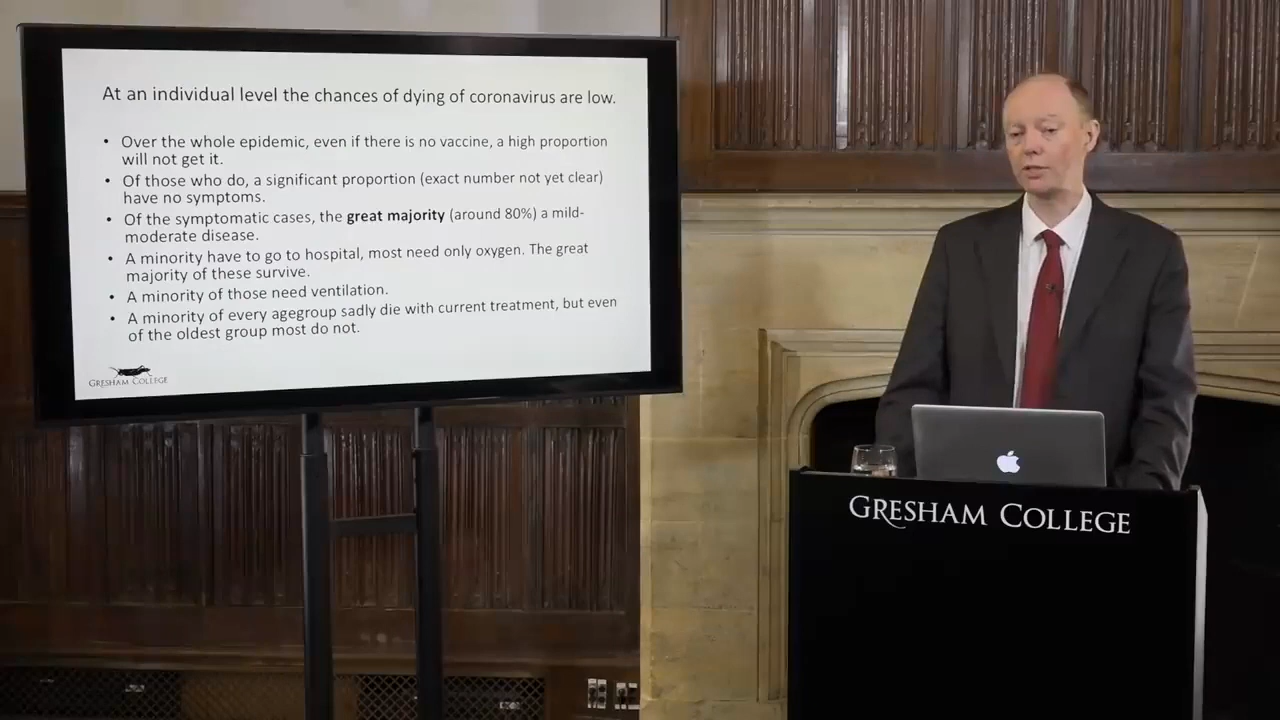 At an individual level the chances of dying of coronavirus are low.
• Over the whole epidemic, even if there is no vaccine, a high proportion
will not get it.
• Of those who do, a significant proportion (exact number not yet clear)
have no symptoms.
• Of the symptomatic cases, the great majority (around 80%) a mild-
moderate disease.
• A minority have to go to hospital, most need only oxygen. The great
majority of these survive.
• A minority of those need ventilation.
• A minority of every agegroup sadly die with current treatment, but even
of the oldest group most do not.
GRESHAM COLLEGE
GRESHAM COLLEGE